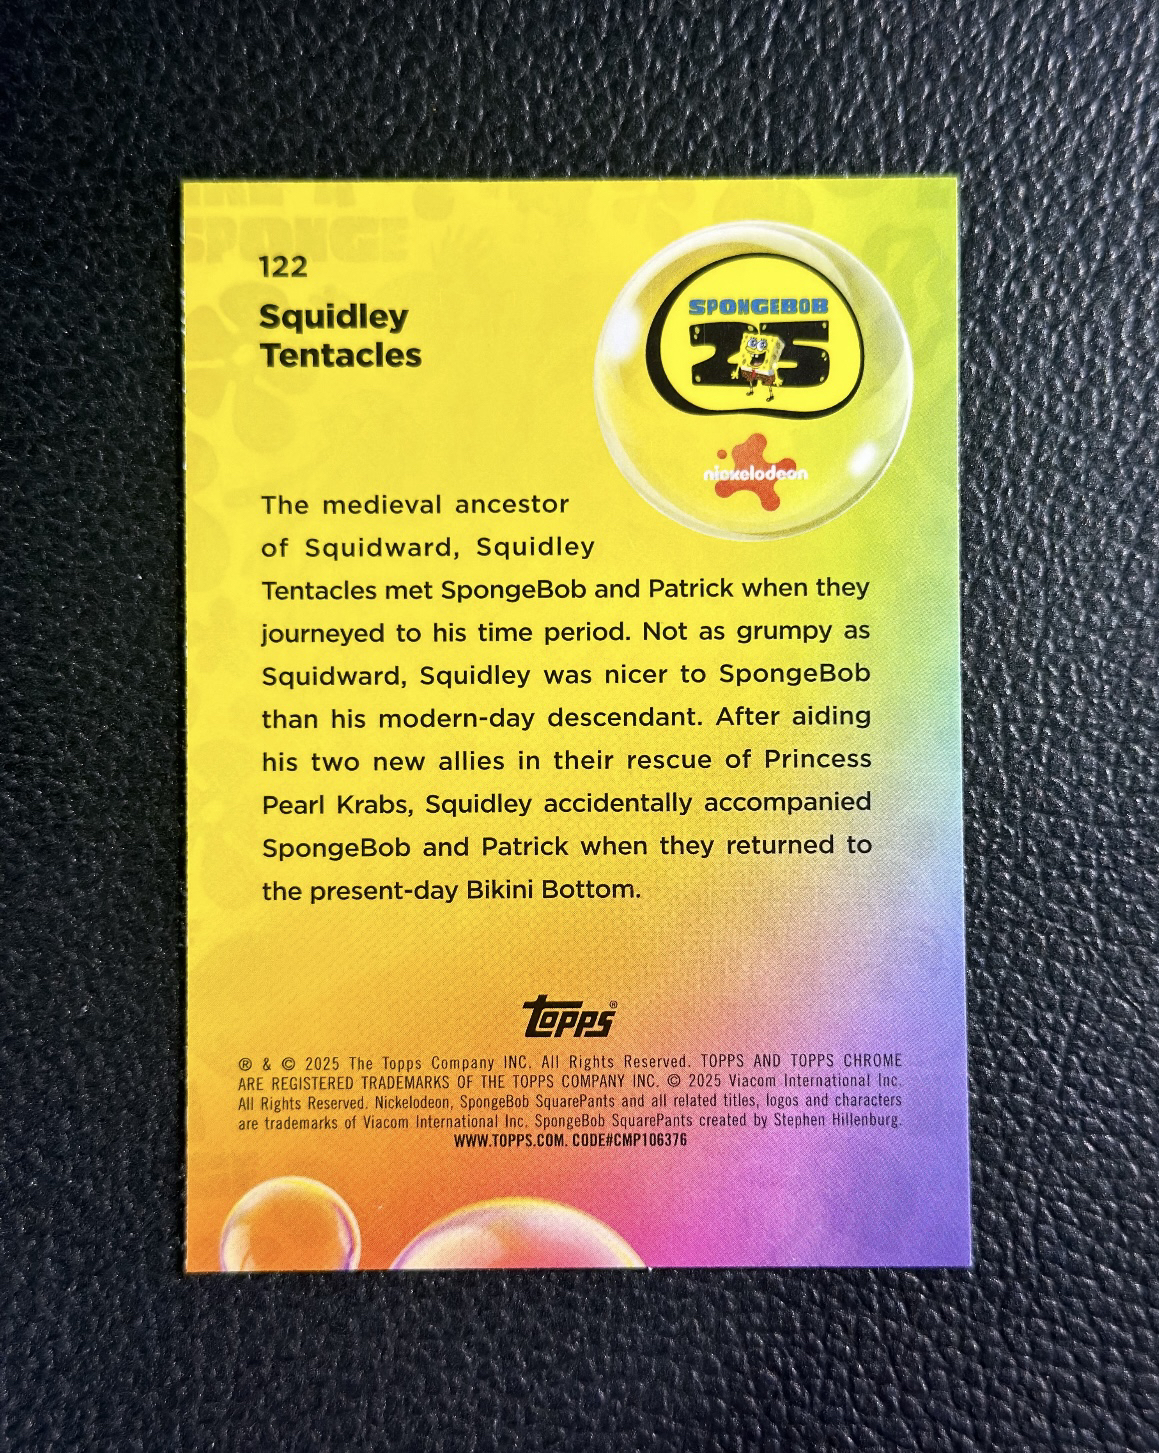 LIKE A
SPONGE
122
Squidley
Tentacles
SPONGEBOB
25
nickelodeon
The medieval ancestor
of Squidward, Squidley
Tentacles met SpongeBob and Patrick when they
journeyed to his time period. Not as grumpy as
Squidward, Squidley was nicer to SpongeBob
than his modern-day descendant. After aiding
his two new allies in their rescue of Princess
Pearl Krabs, Squidley accidentally accompanied
SpongeBob and Patrick when they returned to
the present-day Bikini Bottom.
TOPPS®
® & © 2025 The Topps Company INC. All Rights Reserved. TOPPS AND TOPPS CHROME
ARE REGISTERED TRADEMARKS OF THE TOPPS COMPANY INC. © 2025 Viacom International Inc.
All Rights Reserved. Nickelodeon, SpongeBob SquarePants and all related titles, logos and characters
are trademarks of Viacom International Inc. SpongeBob SquarePants created by Stephen Hillenburg.
WWW.TOPPS.COM. CODE#CMP106376